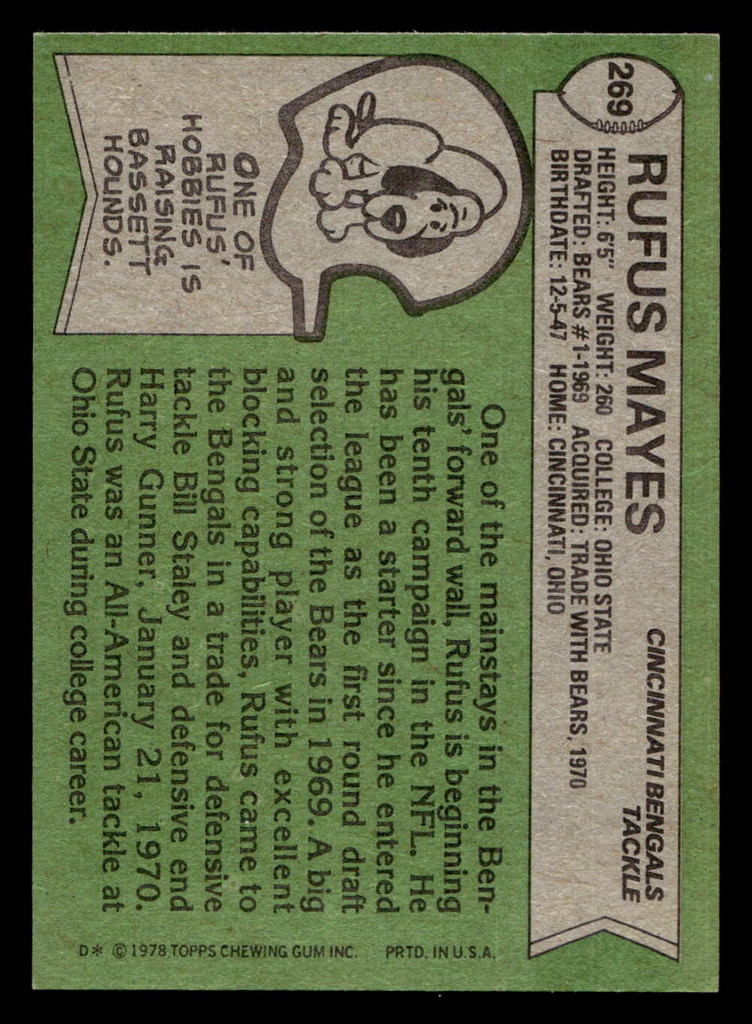 269
RUFUS MAYES
CINCINNATI BENGALS
TACKLE
HEIGHT: 6'5" WEIGHT: 260 COLLEGE: OHIO STATE
DRAFTED: BEARS #1-1969 ACQUIRED: TRADE WITH BEARS, 1970
BIRTHDATE: 12-5-47 HOME: CINCINNATI, OHIO
ONE OF
RUFUS'
HOBBIES IS
RAISING
BASSETT
HOUNDS.
One of the mainstays in the Ben-
gals' forward wall, Rufus is beginning
his tenth campaign in the NFL. He
has been a starter since he entered
the league as the first round draft
selection of the Bears in 1969. A big
and strong player with excellent
blocking capabilities, Rufus came to
the Bengals in a trade for defensive
tackle Bill Staley and defensive end
Harry Gunner, January 21, 1970.
Rufus was an All-American tackle at
Ohio State during college career.
D* © 1978 TOPPS CHEWING GUM INC. PRTD. IN U.S.A.